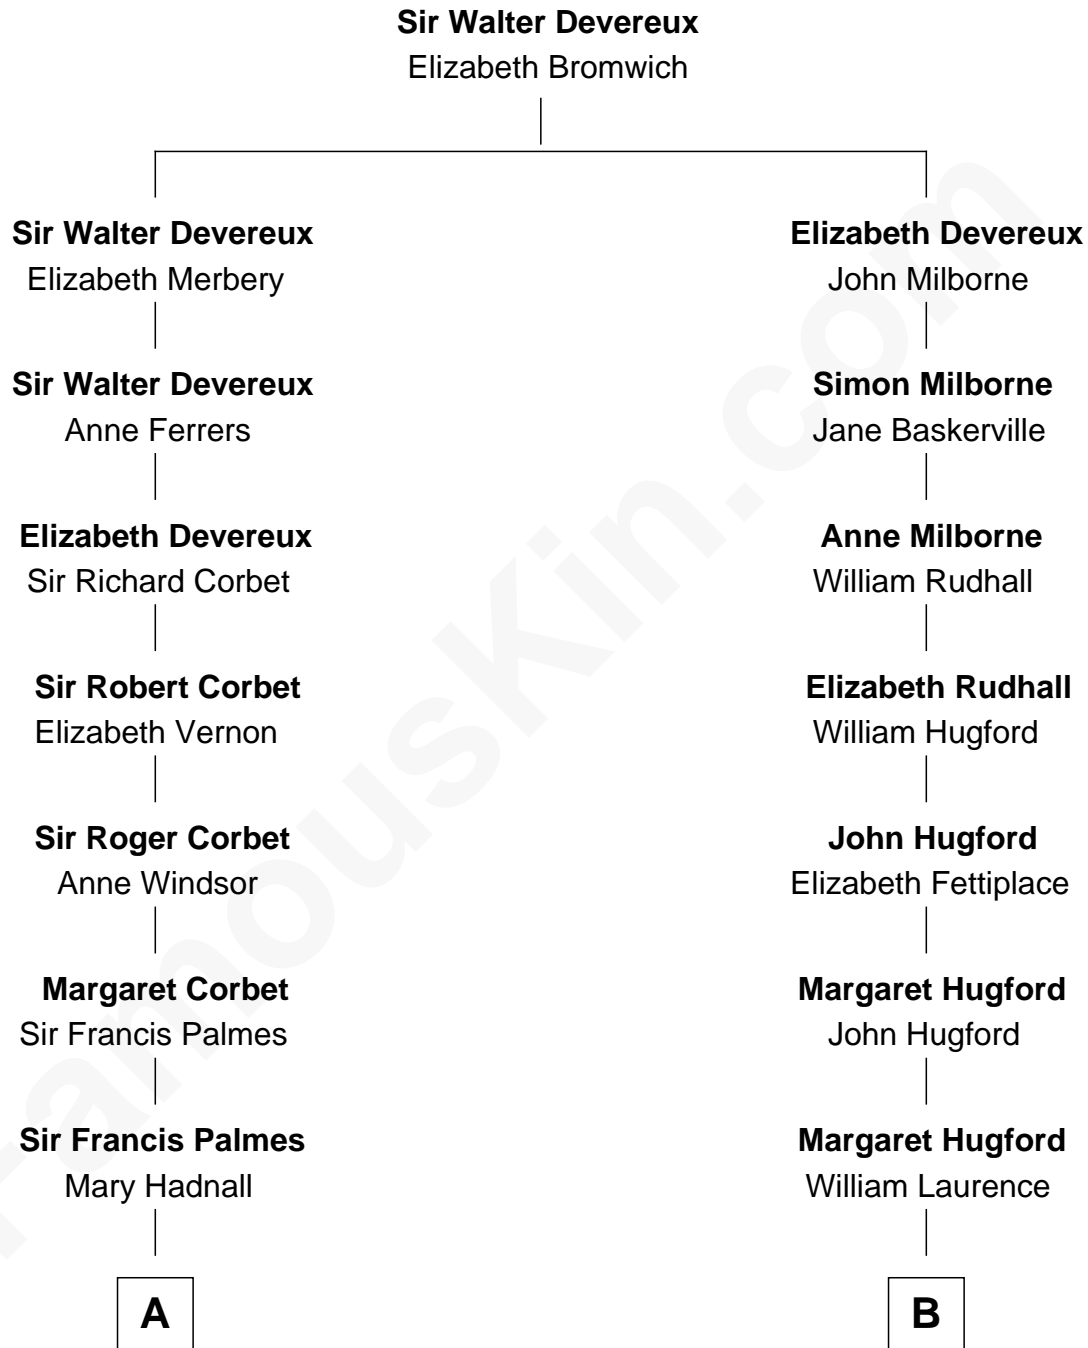 Sir Walter Devereux
Elizabeth Bromwich
Sir Walter Devereux
Elizabeth Merbery
Sir Walter Devereux
Anne Ferrers
Elizabeth Devereux
Sir Richard Corbet
Sir Robert Corbet
Elizabeth Vernon
Sir Roger Corbet
Anne Windsor
Margaret Corbet
Sir Francis Palmes
Sir Francis Palmes
Mary Hadnall
A
Elizabeth Devereux
John Milborne
Simon Milborne
Jane Baskerville
Anne Milborne
William Rudhall
Elizabeth Rudhall
William Hugford
John Hugford
Elizabeth Fettiplace
Margaret Hugford
John Hugford
Margaret Hugford
William Laurence
B
FamousKin.com